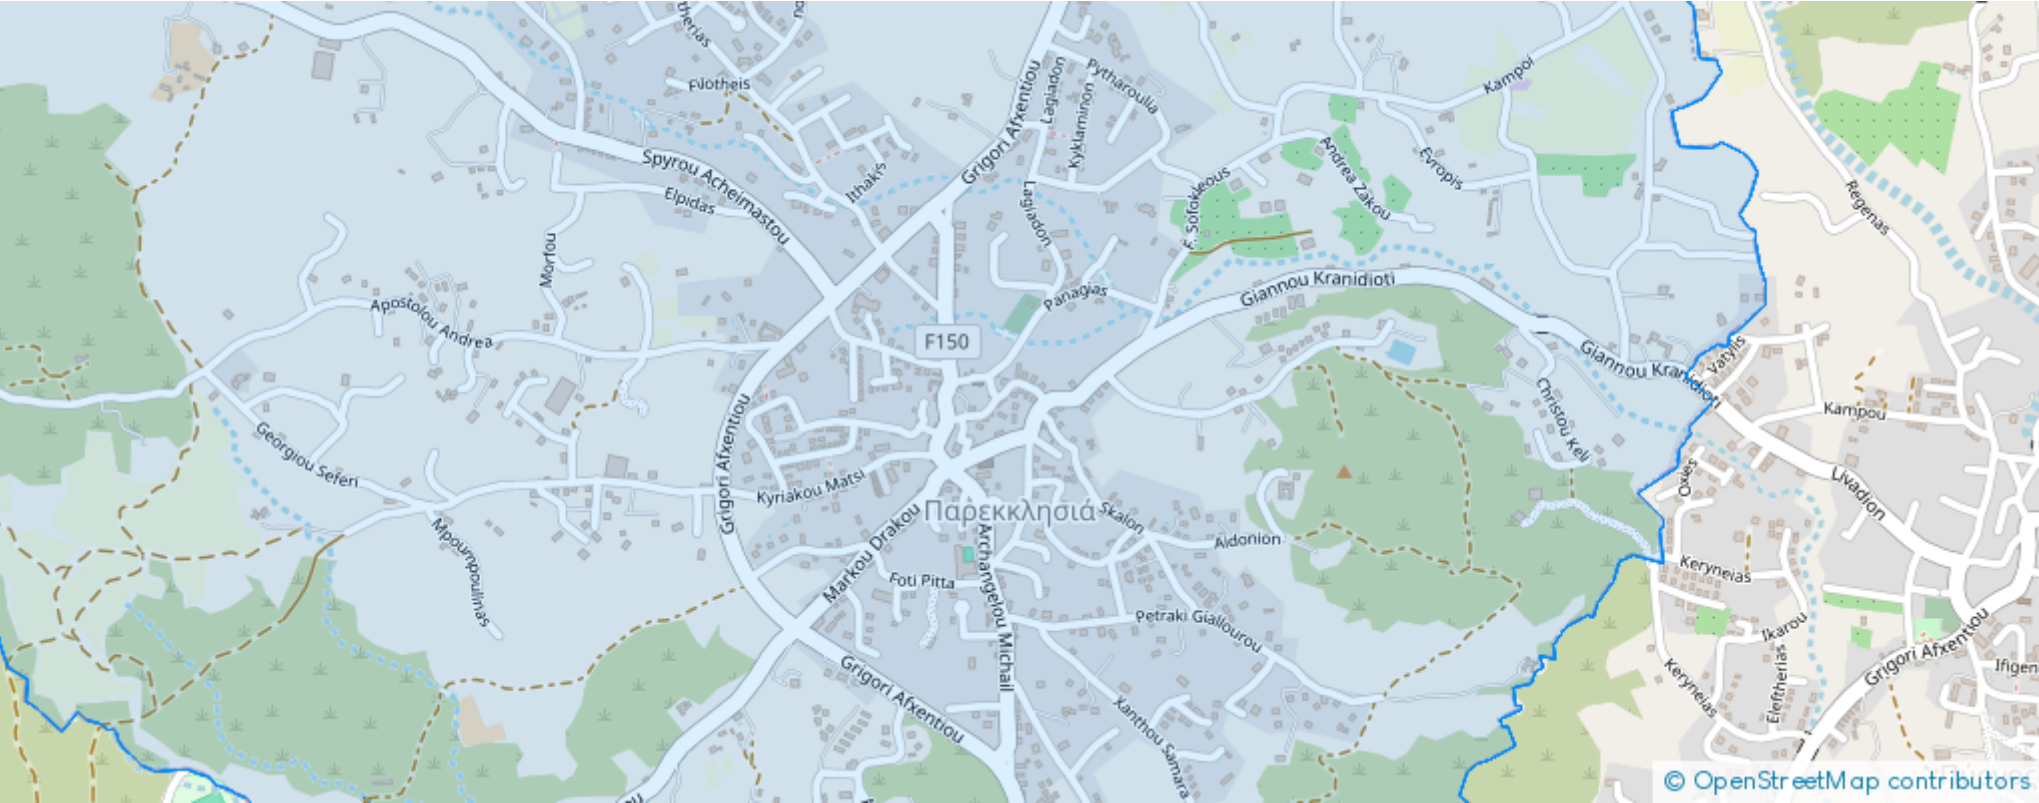 Filotheis
Grigori Afxentiou
Lagiadon
Pytharoulia
Kyklaminon
Kampoi
Spyrou Acheimastou
Elpidas
Ithakis
Lagiadon
F. Sofokleous
Andrea Zakou
Evropis
Regenas
Morfou
Apostolou Andrea
Panagias
Giannou Kranidioti
F150
Giannou Kranidioti
Vatylis
Kampou
Christou Keli
Georgiou Seferi
Grigori Afxentiou
Kyriakou Matsi
Oxies
Livadion
Παρεκκλησιά
Skalon
Aidonion
Mpoumpoulinas
Markou Drakou
Foti Pitta
Archangelou Michail
Petraki Giallourou
Keryneias
Ikarou
Grigori Afxentiou
Eleftherias
Keryneias
Grigori Afxentiou
Xanthou Samara
© OpenStreetMap contributors